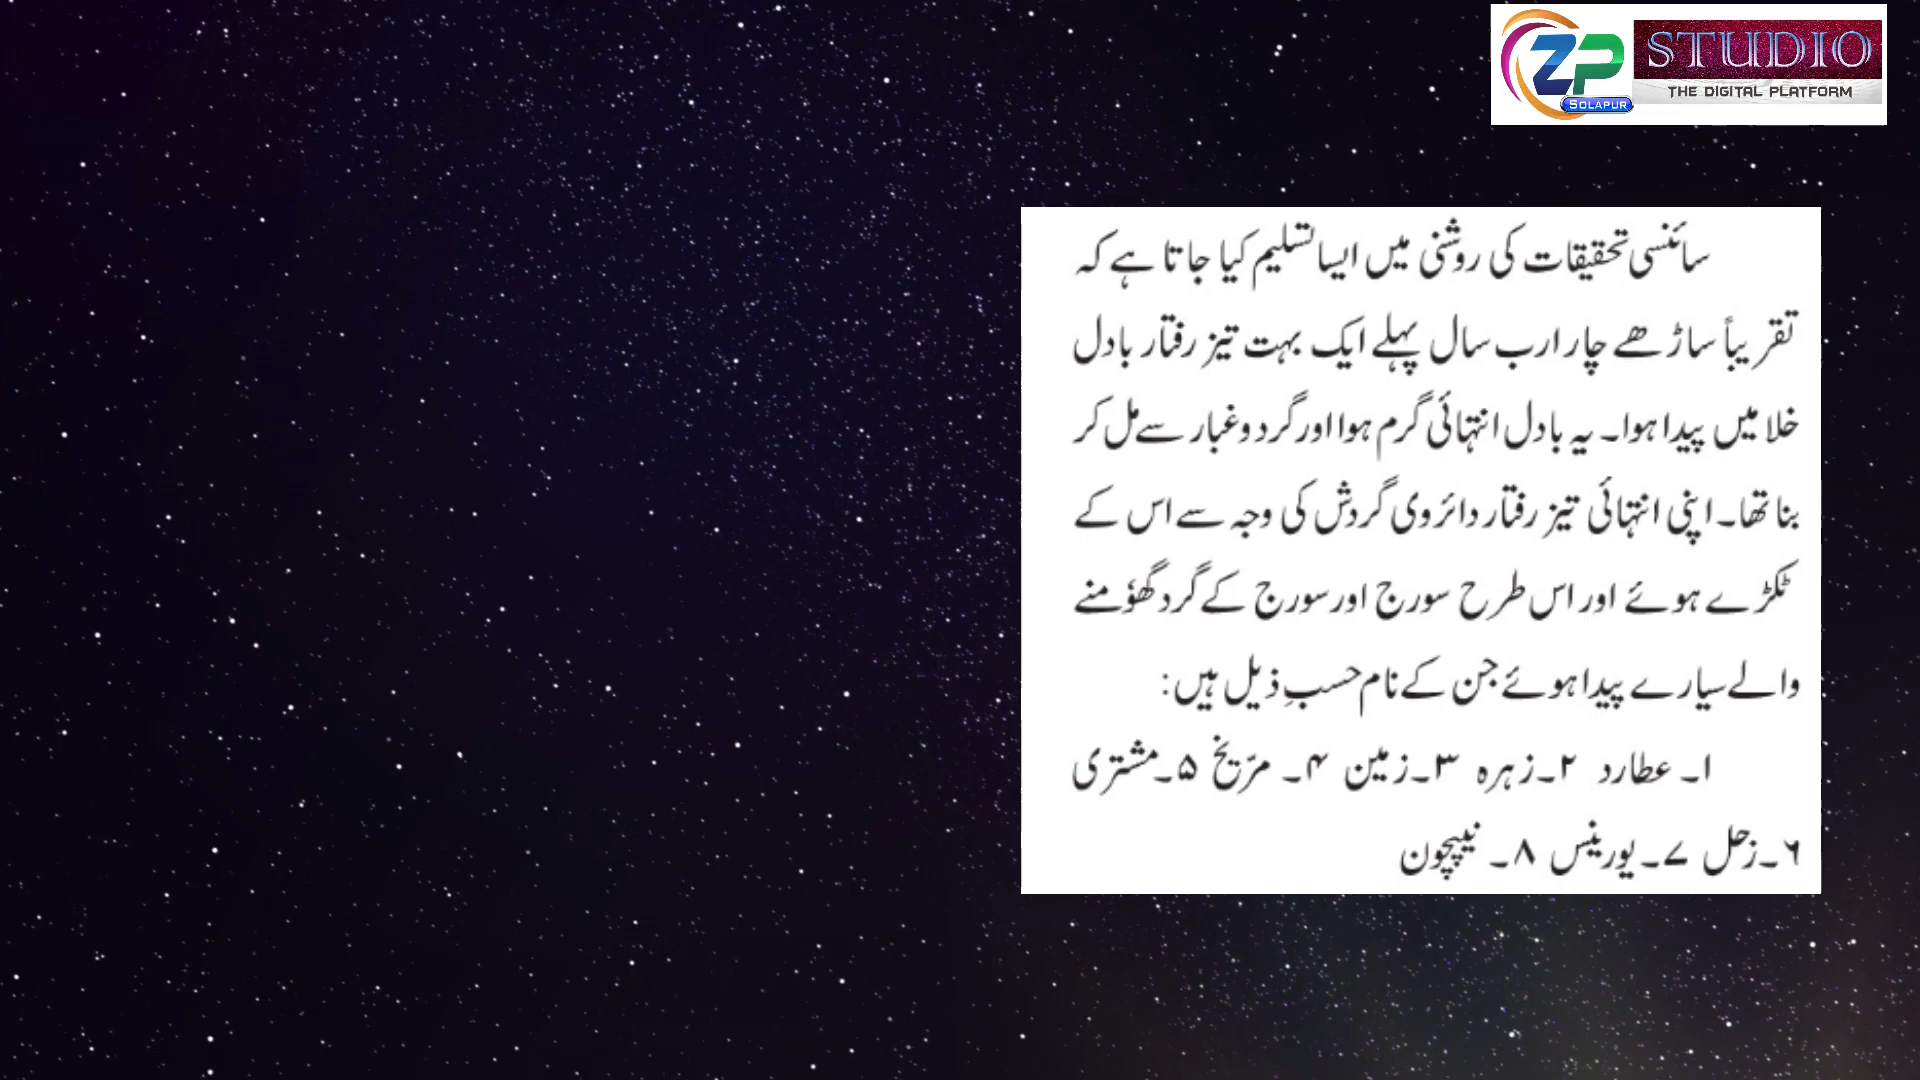 ZP STUDIO
SOLAPUR
THE DIGITAL PLATFORM
سائنسی تحقیقات کی روشنی میں ایسا تسلیم کیا جاتا ہے کہ
تقریباً ساڑھے چار ارب سال پہلے ایک بہت تیز رفتار بادل
خلا میں پیدا ہوا۔ یہ بادل انتہائی گرم ہوا اور گرد و غبار سے مل کر
بنا تھا۔ اپنی انتہائی تیز رفتار دائروی گردش کی وجہ سے اس کے
ٹکڑے ہوئے اور اس طرح سورج اور سورج کے گرد گھوٗمنے
والے سیارے پیدا ہوئے جن کے نام حسبِ ذیل ہیں:
۱۔ عطارد ۲۔ زہرہ ۳۔ زمین ۴۔ مرّیخ ۵۔ مشتری
۶۔ زحل ۷۔ یورینس ۸۔ نیپچون